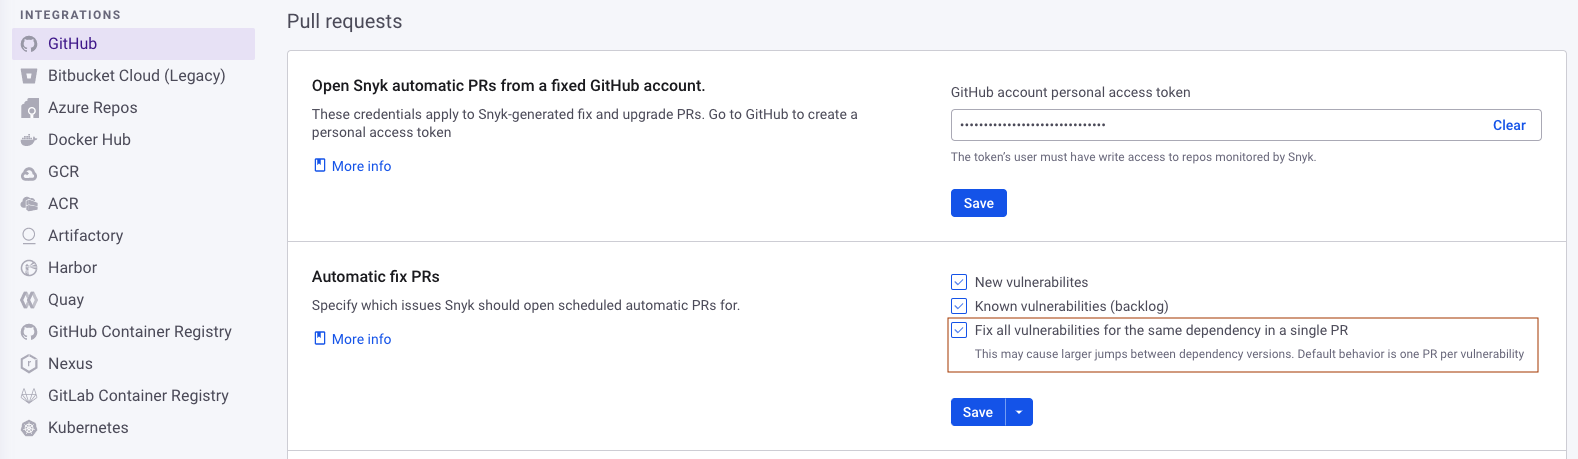 INTEGRATIONS
GitHub
Bitbucket Cloud (Legacy)
Azure Repos
Docker Hub
GCR
ACR
Artifactory
Harbor
Quay
GitHub Container Registry
Nexus
GitLab Container Registry
Kubernetes
Pull requests
Open Snyk automatic PRs from a fixed GitHub account.
These credentials apply to Snyk-generated fix and upgrade PRs. Go to GitHub to create a
personal access token
More info
GitHub account personal access token
•••••••••••••••••••••••••••••••
Clear
The token's user must have write access to repos monitored by Snyk.
Save
Automatic fix PRs
Specify which issues Snyk should open scheduled automatic PRs for.
More info
New vulnerabilites
Known vulnerabilities (backlog)
Fix all vulnerabilities for the same dependency in a single PR
This may cause larger jumps between dependency versions. Default behavior is one PR per vulnerability
Save